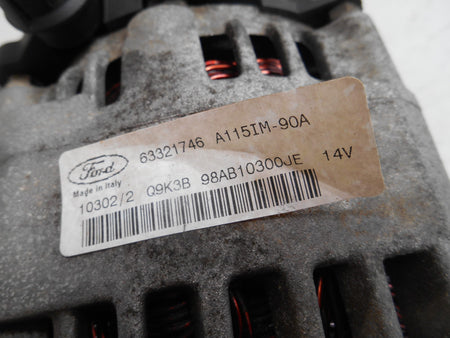 Ford
Made in Italy
63321746 A115IM-90A
10302/2 Q9K3B 98AB10300JE 14V